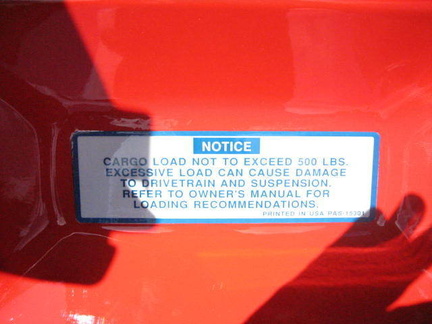 NOTICE
CARGO LOAD NOT TO EXCEED 500 LBS.
EXCESSIVE LOAD CAN CAUSE DAMAGE
TO DRIVETRAIN AND SUSPENSION.
REFER TO OWNER'S MANUAL FOR
LOADING RECOMMENDATIONS.
PRINTED IN USA PAS